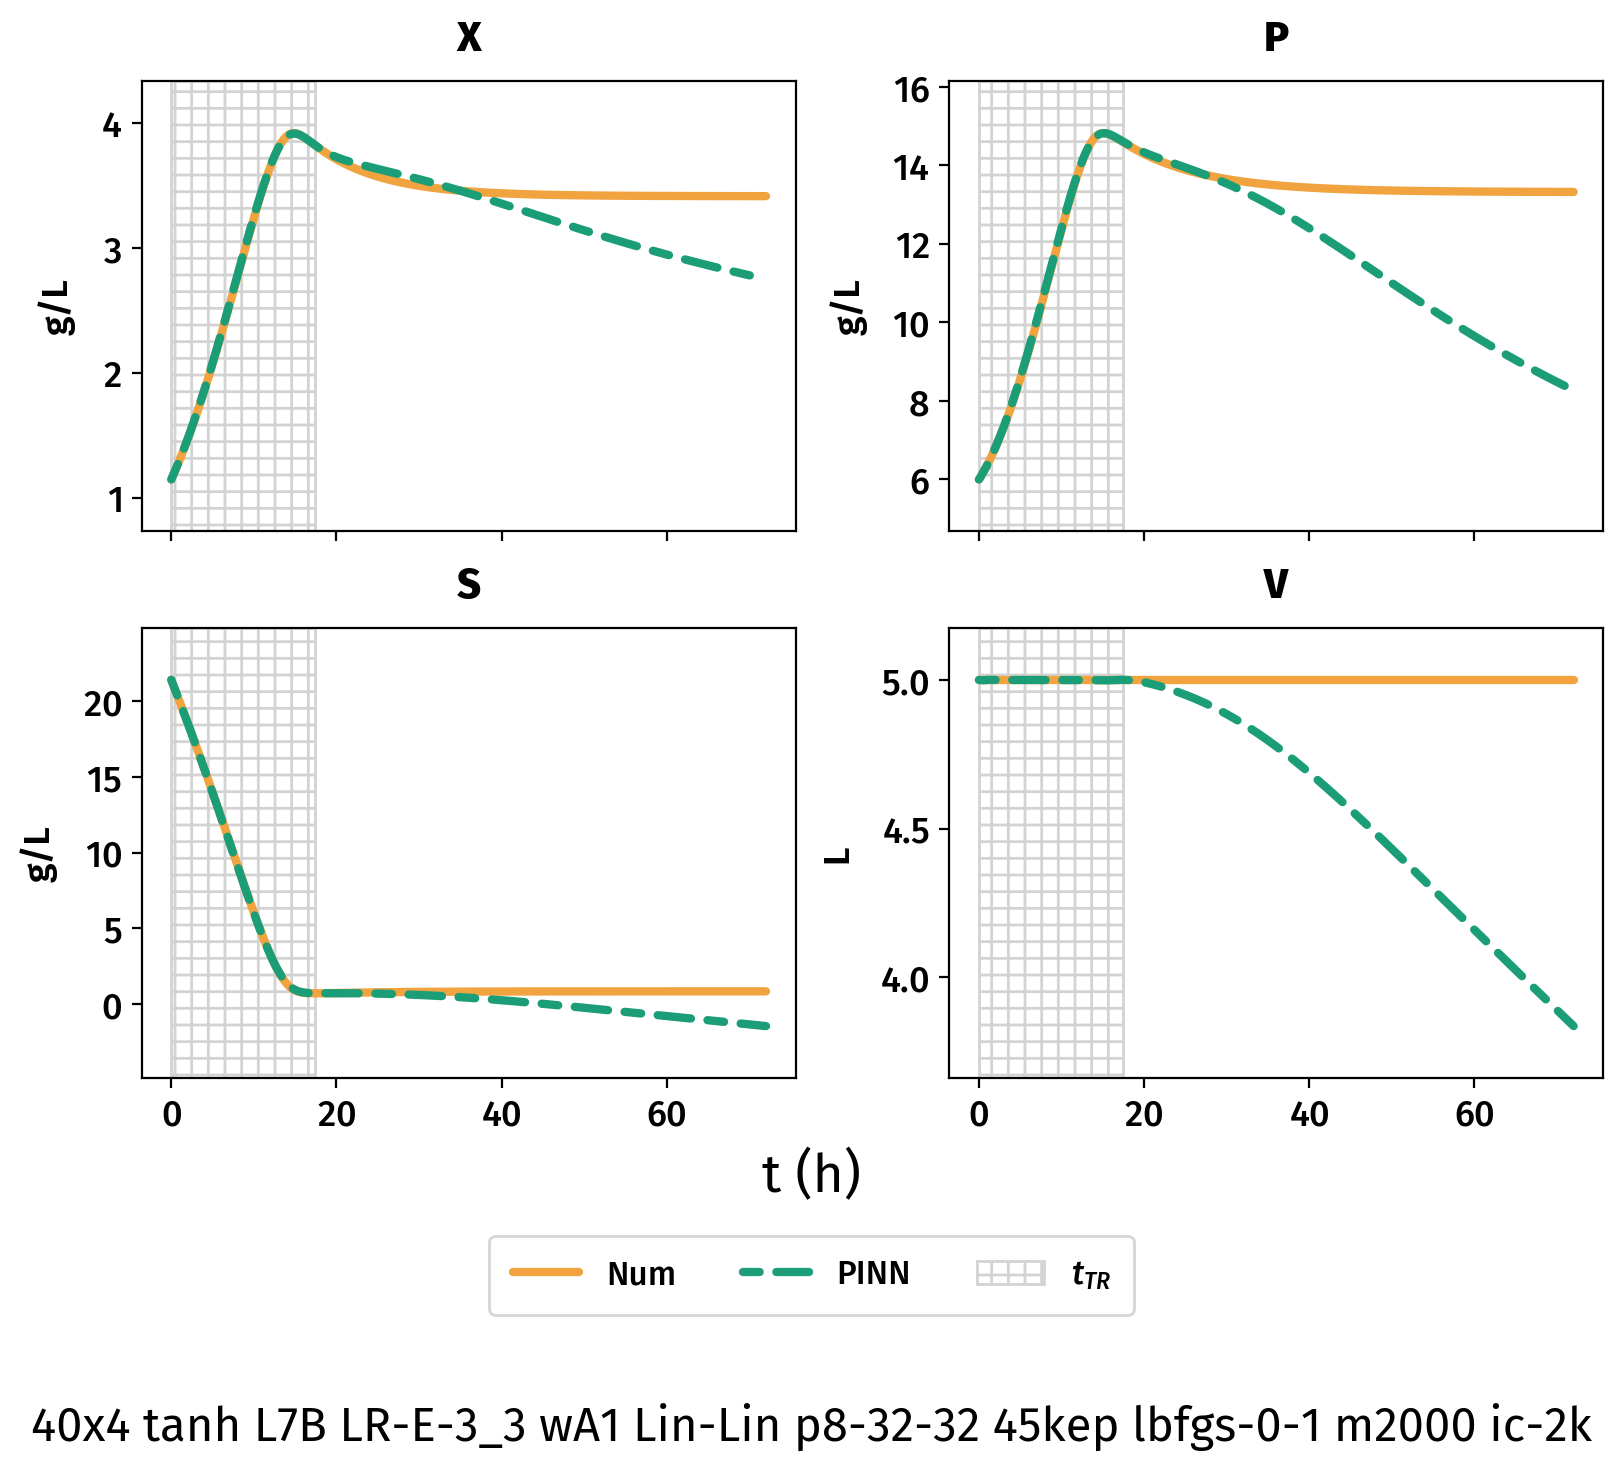 X
4
3
2
1
g/L
P
16
14
12
10
8
6
g/L
S
20
15
10
5
0
g/L
0 20 40 60
V
5.0
4.5
4.0
L
0 20 40 60
t (h)
Num PINN t_TR
40x4 tanh L7B LR-E-3_3 wA1 Lin-Lin p8-32-32 45kep lbfgs-0-1 m2000 ic-2k